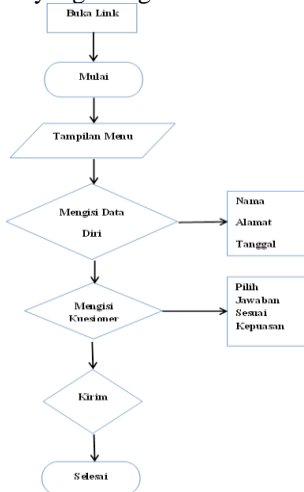 Buka Link
Mulai
Tampilan Menu
Mengisi Data
Diri
Nama
Alamat
Tanggal
Mengisi
Kuesioner
Pilih
Jawaban
Sesuai
Kepuasan
Kirim
Selesai